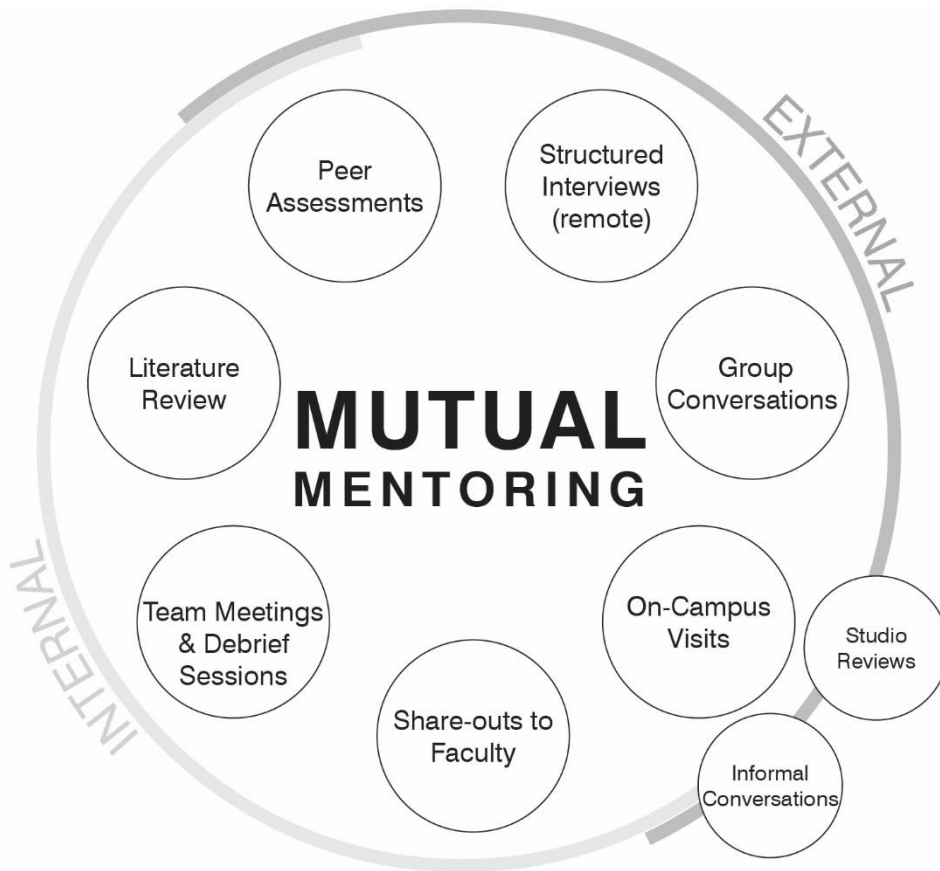 EXTERNAL
Peer
Assessments
Structured
Interviews
(remote)
Literature
Review
Group
Conversations
MUTUAL
MENTORING
INTERNAL
Team Meetings
& Debrief
Sessions
On-Campus
Visits
Studio
Reviews
Share-outs to
Faculty
Informal
Conversations